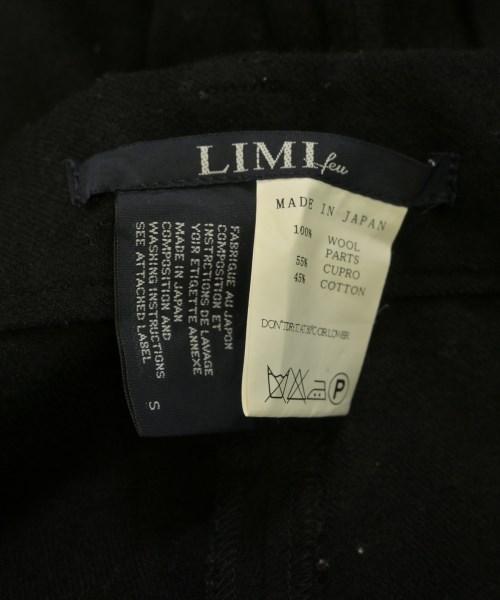 LIMI feu
MADE IN JAPAN
100% WOOL
PARTS
55% CUPRO
45% COTTON
P
FABRIQUE AU JAPON
COMPOSITION ET
INSTRUCTIONS DE LAVAGE
VOIR ETIQETTE ANNEXE
MADE IN JAPAN
COMPOSITION AND
WASHING INSTRUCTIONS
SEE ATTACHED LABEL
S